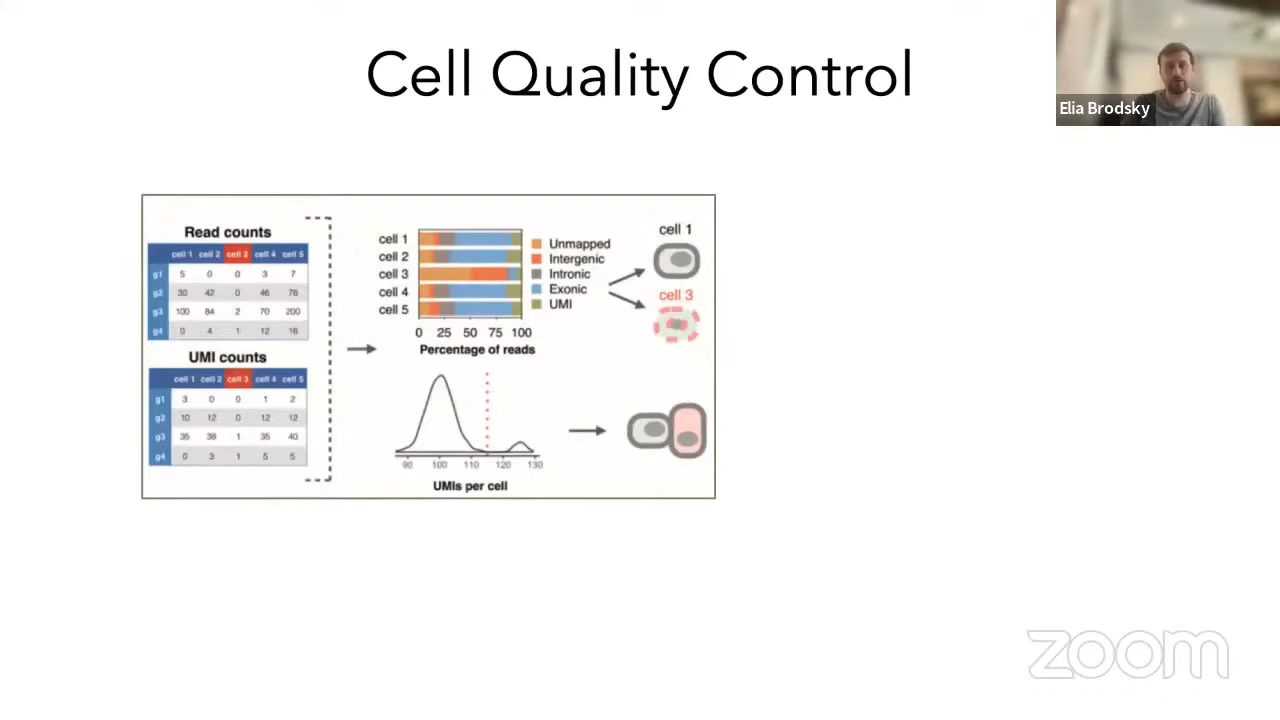 Cell Quality Control
Elia Brodsky
Read counts
cell 1 cell 2 cell 3 cell 4 cell 5
g1 5 0 0 3 7
g2 30 42 0 46 78
g3 100 84 2 70 200
g4 0 4 1 12 16
UMI counts
cell 1 cell 2 cell 3 cell 4 cell 5
g1 3 0 0 1 2
g2 10 12 0 12 12
g3 35 38 1 35 40
g4 0 3 1 5 5
cell 1
cell 2
cell 3
cell 4
cell 5
0 25 50 75 100
Percentage of reads
Unmapped
Intergenic
Intronic
Exonic
UMI
cell 1
cell 3
90 100 110 120 130
UMIs per cell
zoom